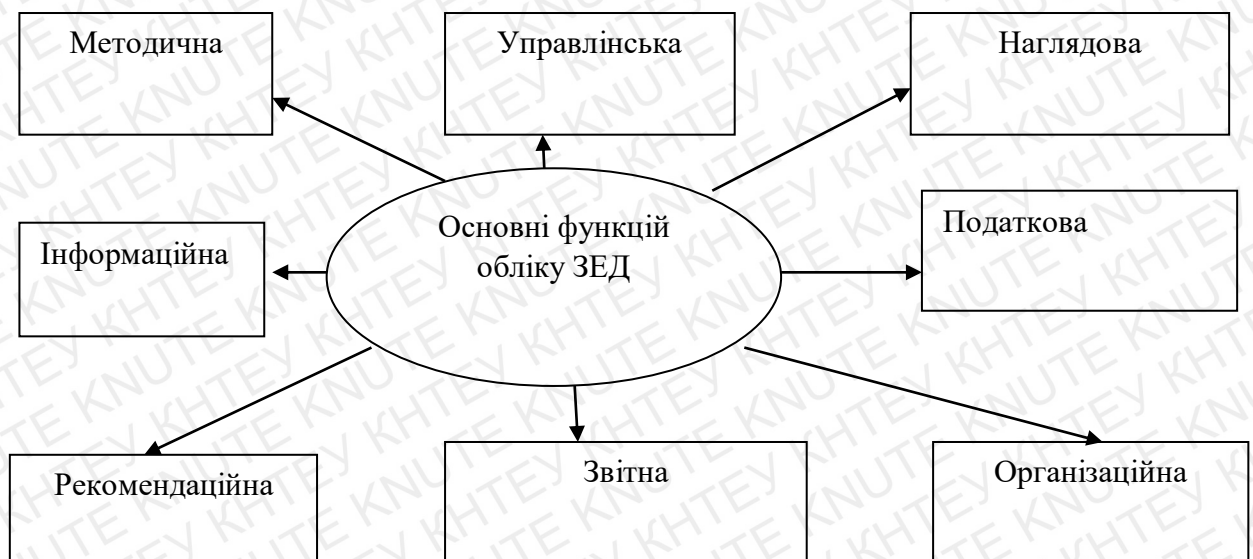 Методична
Управлінська
Наглядова
Основні функцій
обліку ЗЕД
Інформаційна
Податкова
Рекомендаційна
Звітна
Організаційна